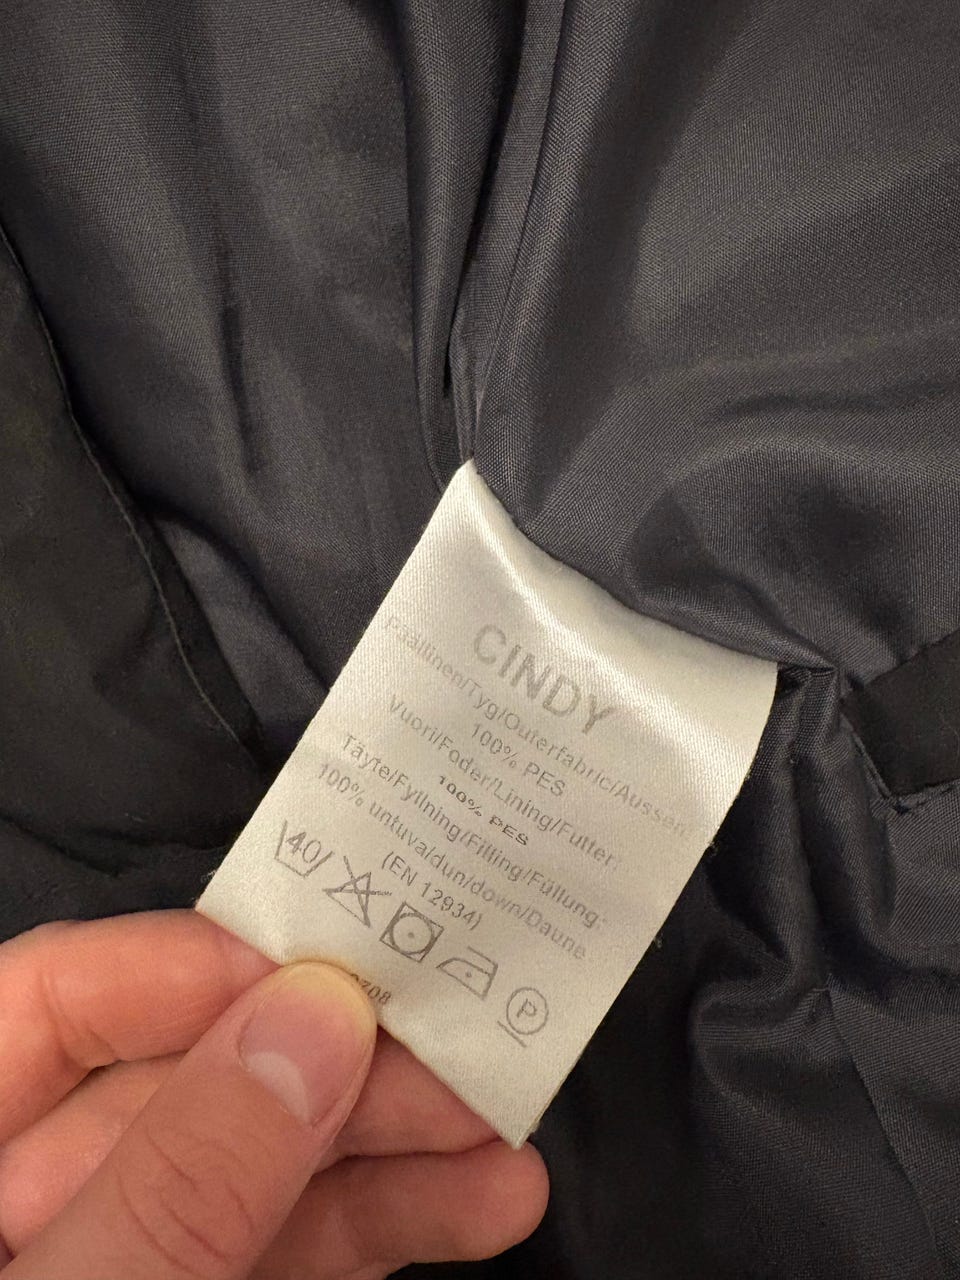 CINDY
Päällinen/Tyg/Outerfabric/Aussen:
100% PES
Vuori/Foder/Lining/Futter:
100% PES
Täyte/Fyllning/Filling/Füllung:
100% untuva/dun/down/Daune
(EN 12934)
40
P